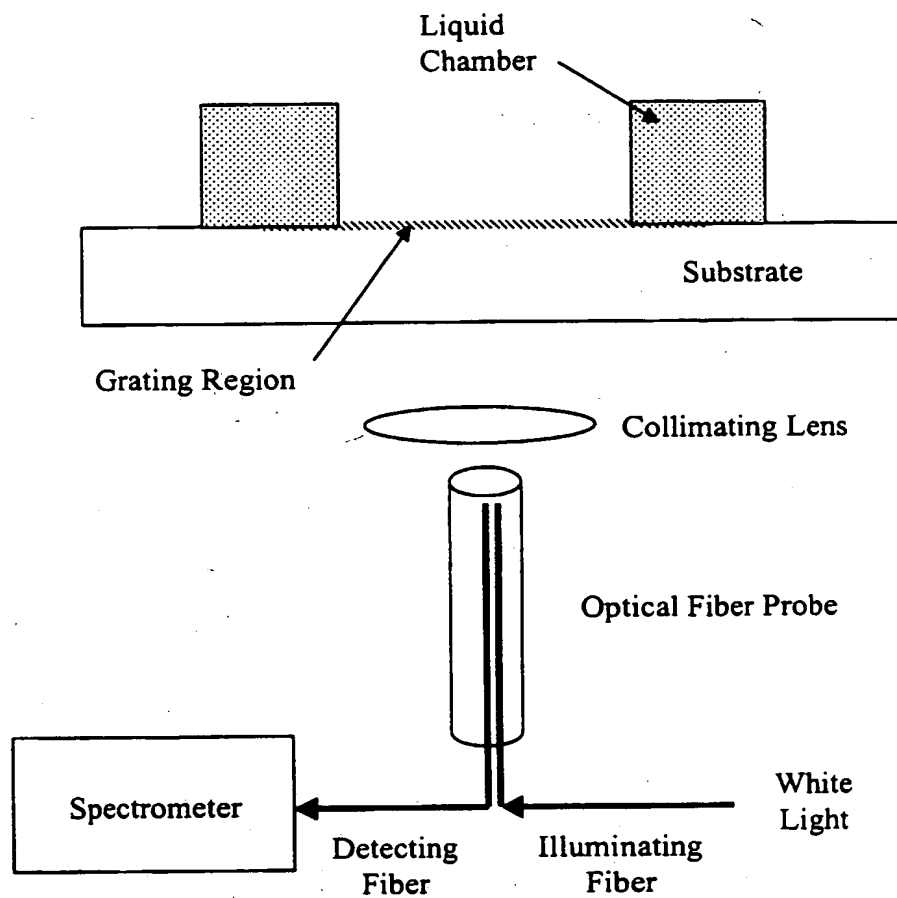 Liquid
Chamber
Substrate
Grating Region
Collimating Lens
Optical Fiber Probe
Spectrometer
White
Light
Detecting
Fiber
Illuminating
Fiber